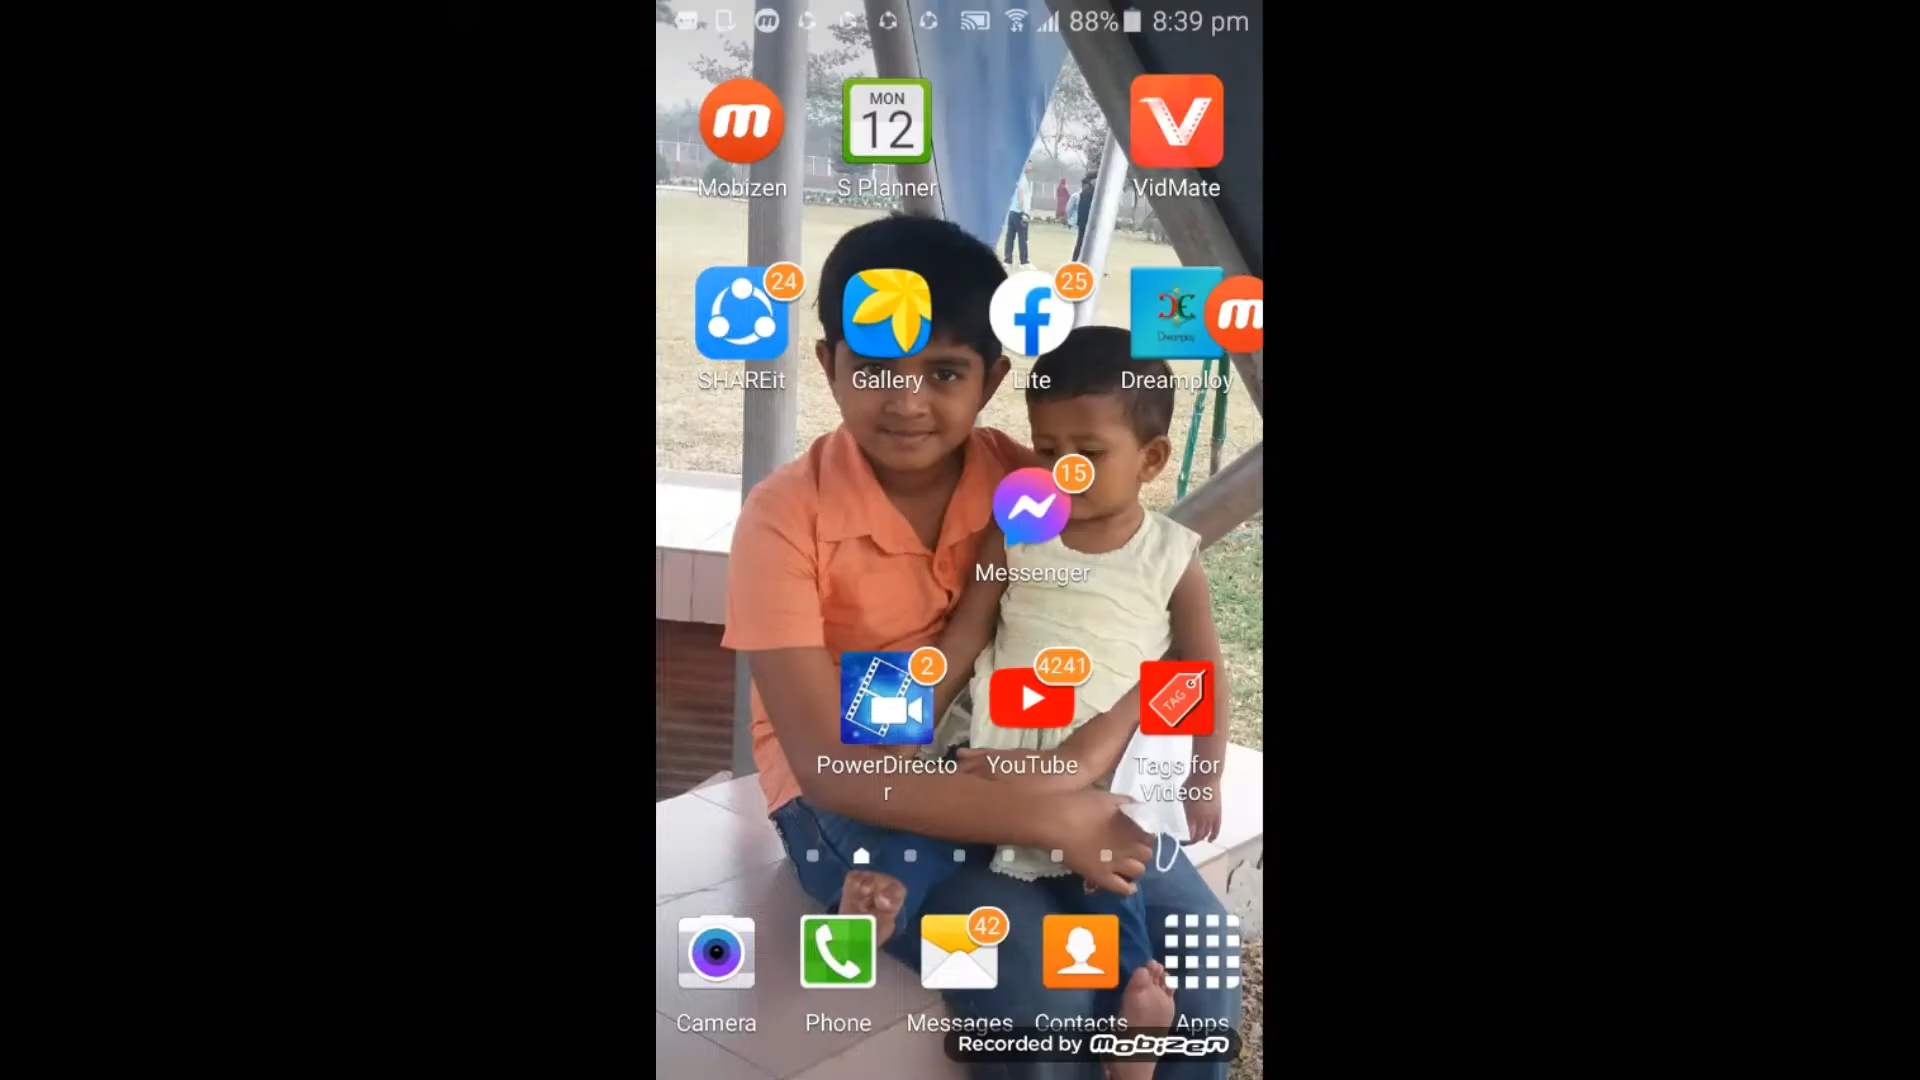 88% 8:39 pm
m
MON
12
V
Mobizen
S Planner
VidMate
24
25
f
Dreamploy
m
SHAREit
Gallery
Lite
Dreamploy
15
Messenger
2
4241
TAG
PowerDirecto
r
YouTube
Tags for
Videos
42
Camera
Phone
Messages
Contacts
Apps
Recorded by Mobizen